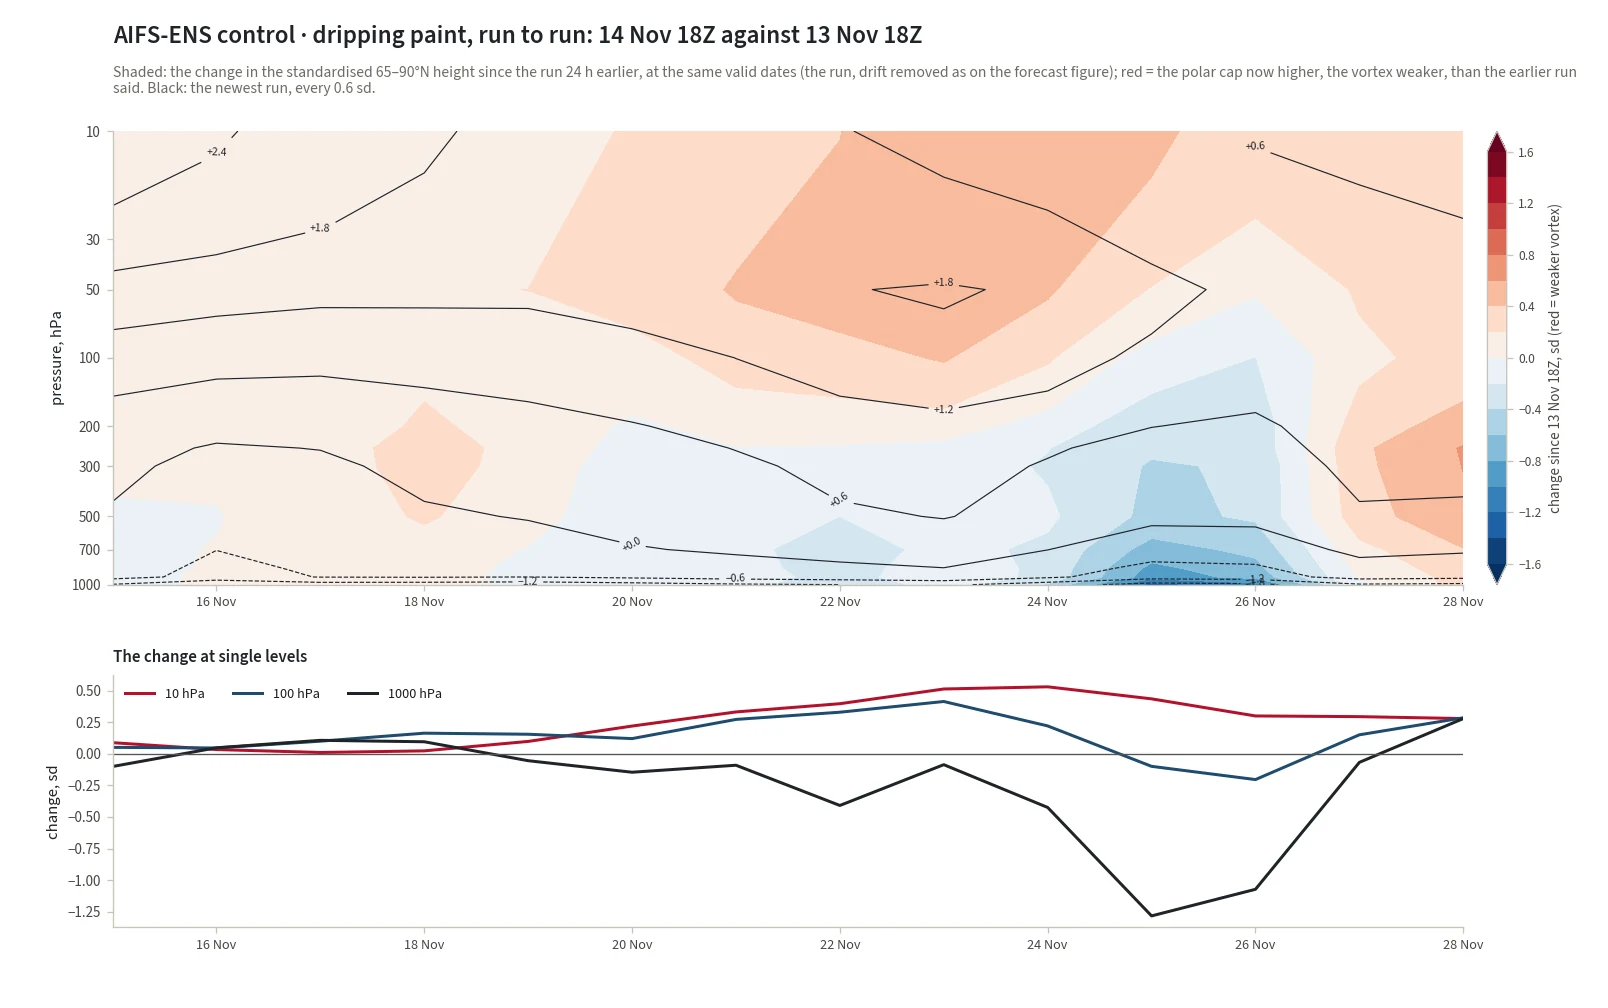 AIFS-ENS control · dripping paint, run to run: 14 Nov 18Z against 13 Nov 18Z
Shaded: the change in the standardised 65–90°N height since the run 24 h earlier, at the same valid dates (the run, drift removed as on the forecast figure); red = the polar cap now higher, the vortex weaker, than the earlier run
said. Black: the newest run, every 0.6 sd.
pressure, hPa
10
30
50
100
200
300
500
700
1000
+2.4
+1.8
+1.8
+1.2
+0.6
+0.6
+0.0
−0.6
−1.2
−1.2
16 Nov
18 Nov
20 Nov
22 Nov
24 Nov
26 Nov
28 Nov
1.6
1.2
0.8
0.4
0.0
−0.4
−0.8
−1.2
−1.6
change since 13 Nov 18Z, sd (red = weaker vortex)
The change at single levels
10 hPa
100 hPa
1000 hPa
change, sd
0.50
0.25
0.00
−0.25
−0.50
−0.75
−1.00
−1.25
16 Nov
18 Nov
20 Nov
22 Nov
24 Nov
26 Nov
28 Nov